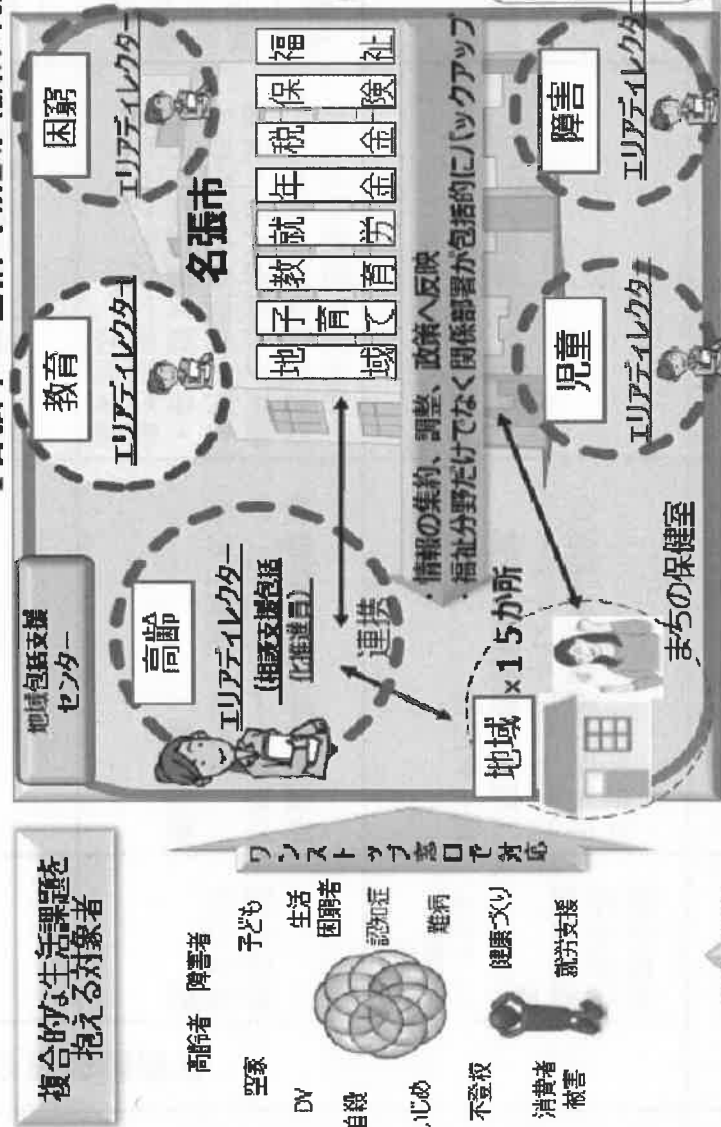 複合的な生活課題を
抱える対象者
高齢者 障害者
空家
子ども
DV
生活
困窮者
自殺
認知症
いじめ
難病
不登校
健康づくり
消費者
被害
就労支援
ワンストップ窓口で対応
地域包括支援
センター
高齢
エリアディレクター
(相談支援包括
化推進員)
連携
教育
エリアディレクター
困窮
エリアディレクター
名張市
地域
子育て
教育
就労
年金
税金
保険
福祉
・情報の集約、調整、政策へ反映
・福祉分野だけでなく関係部署が包括的にバックアップ
地域 ×15か所
まちの保健室
児童
エリアディレクター
障害
エリアディレクター